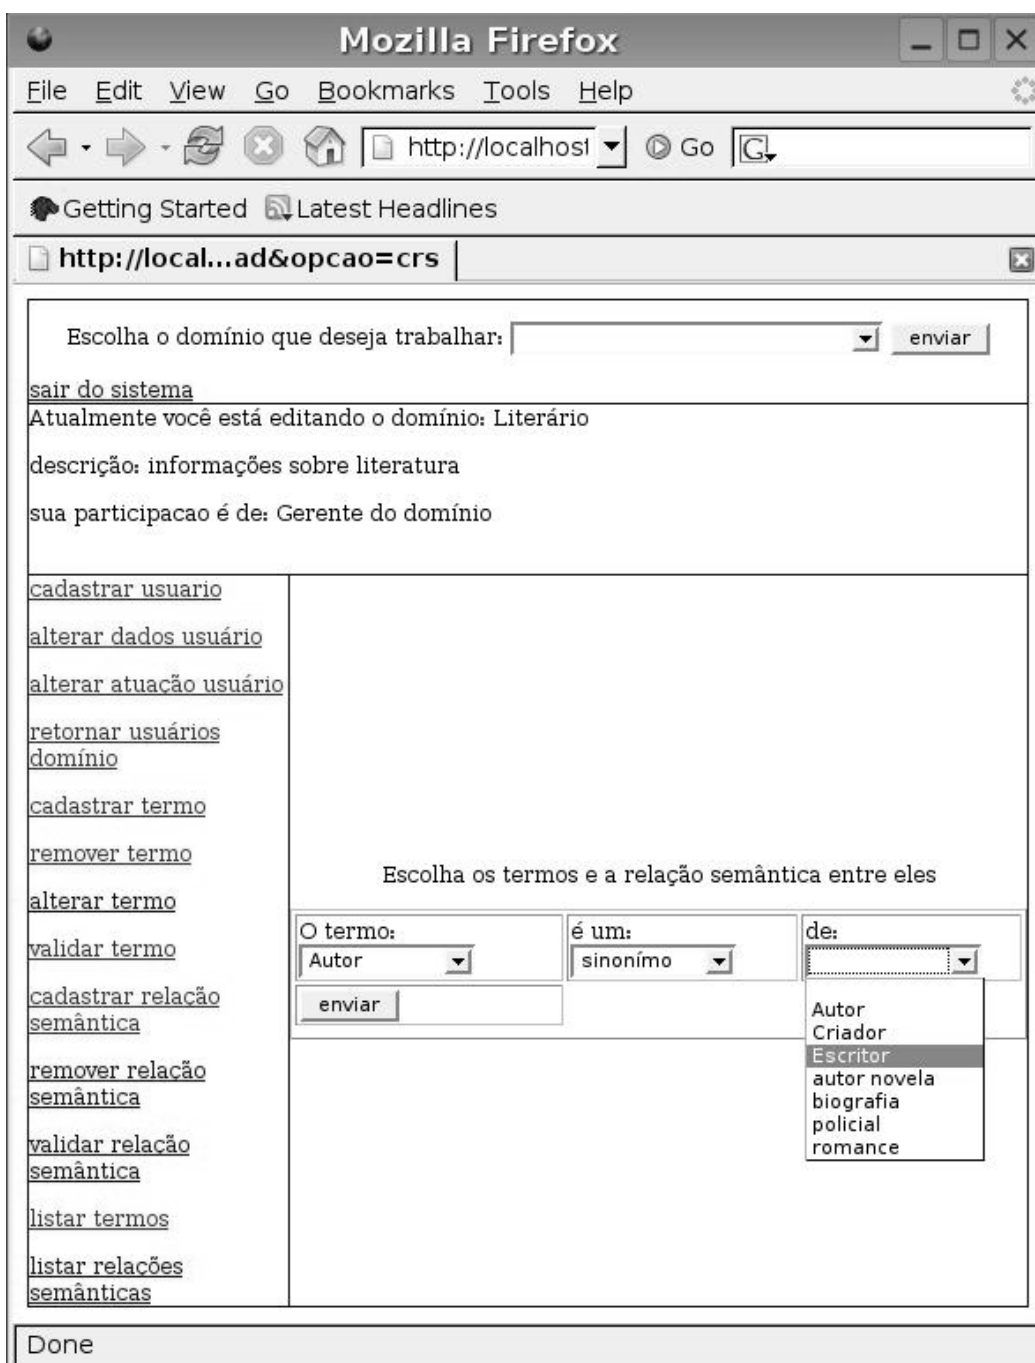 Mozilla Firefox
File Edit View Go Bookmarks Tools Help
http://localhost Go G
Getting Started Latest Headlines
http://local...ad&opcao=crs
Escolha o domínio que deseja trabalhar: enviar
sair do sistema
Atualmente você está editando o domínio: Literário
descrição: informações sobre literatura
sua participacao é de: Gerente do domínio
cadastrar usuario
alterar dados usuário
alterar atuação usuário
retornar usuários
domínio
cadastrar termo
remover termo
alterar termo
validar termo
cadastrar relação
semântica
remover relação
semântica
validar relação
semântica
listar termos
listar relações
semânticas
Escolha os termos e a relação semântica entre eles
O termo: é um: de:
Autor sinonímo
enviar
Autor
Criador
Escritor
autor novela
biografia
policial
romance
Done